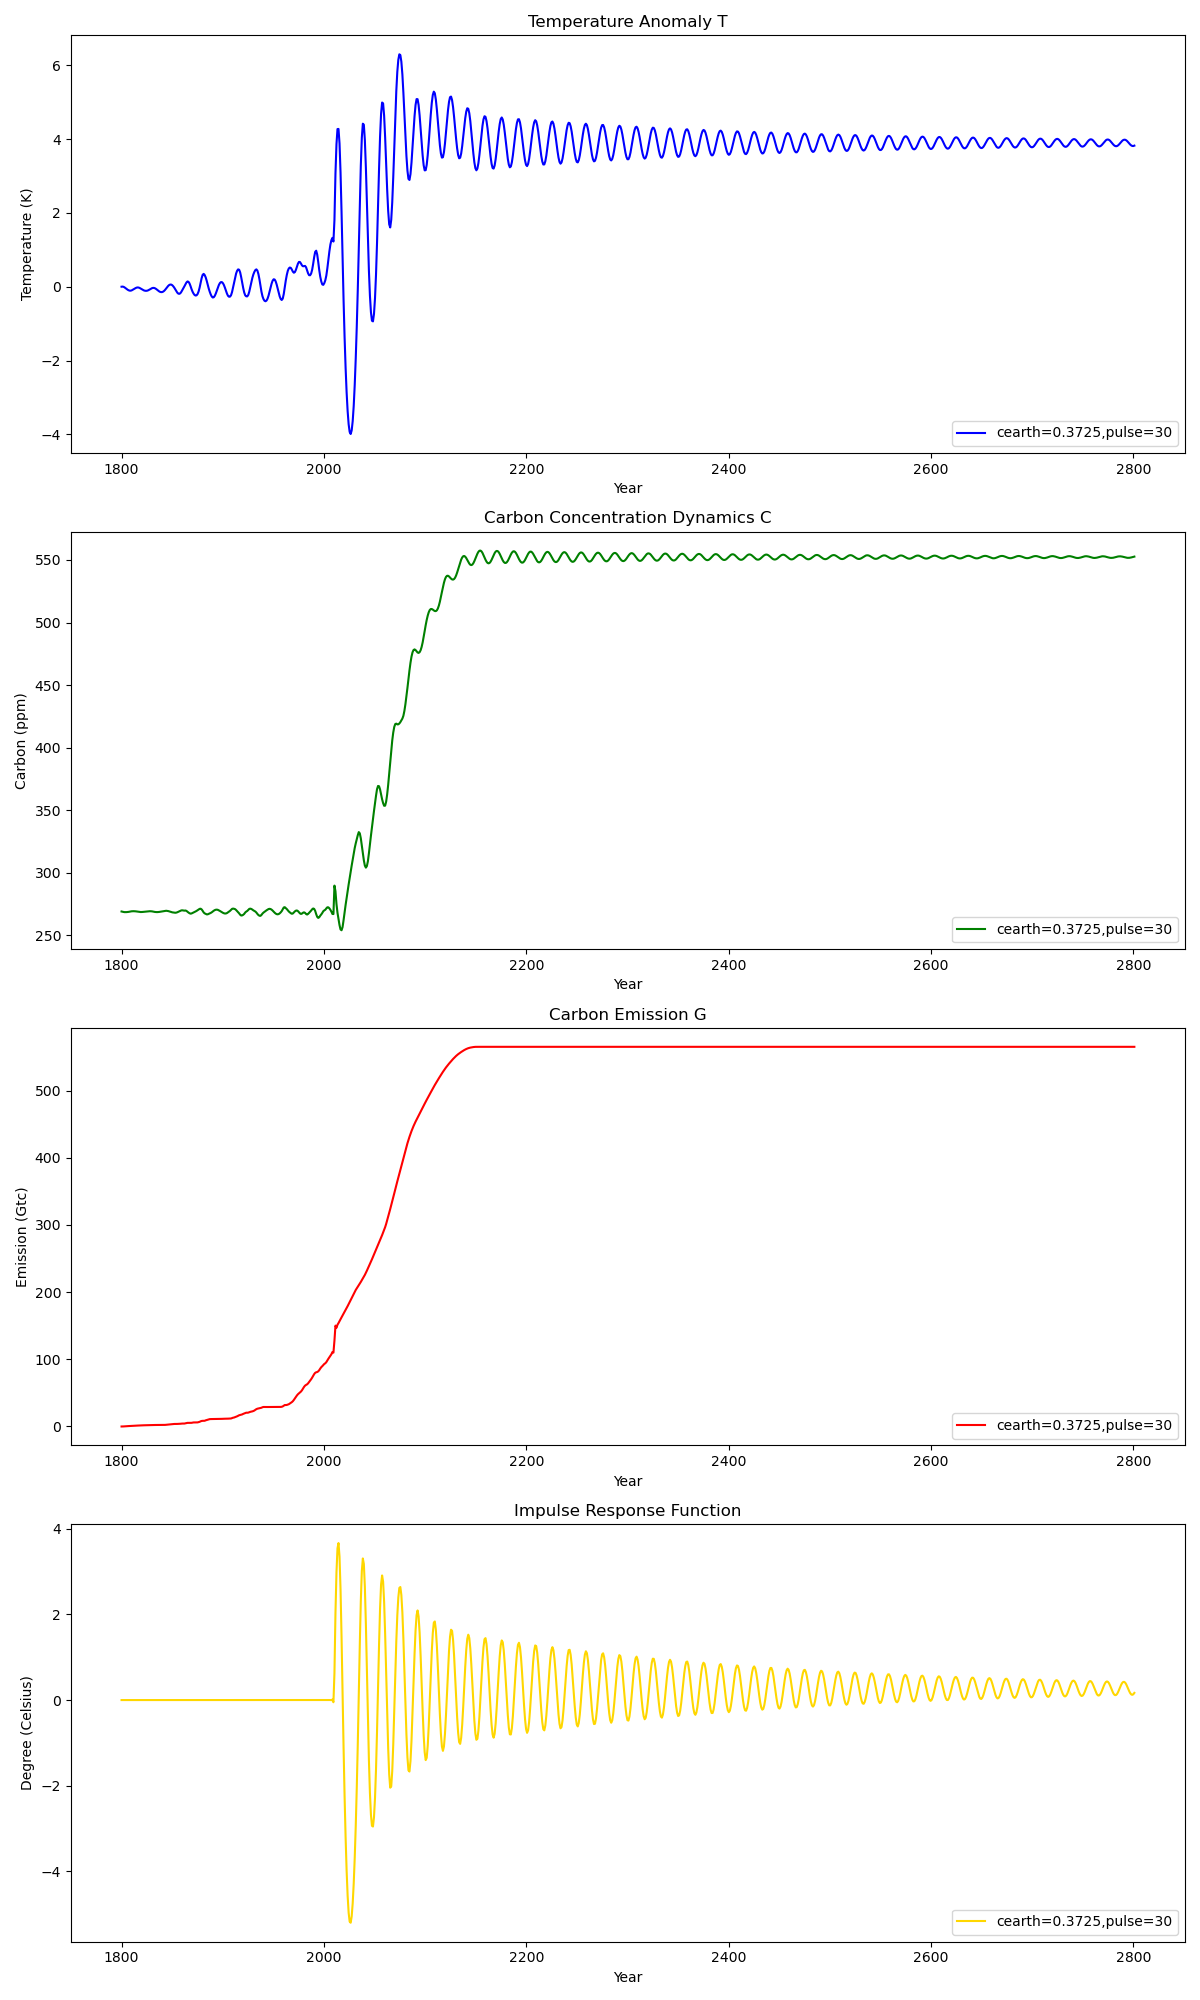 Temperature Anomaly T
6
4
2
0
−2
−4
Temperature (K)
cearth=0.3725,pulse=30
1800 2000 2200 2400 2600 2800
Year
Carbon Concentration Dynamics C
550
500
450
400
350
300
250
Carbon (ppm)
cearth=0.3725,pulse=30
1800 2000 2200 2400 2600 2800
Year
Carbon Emission G
500
400
300
200
100
0
Emission (Gtc)
cearth=0.3725,pulse=30
1800 2000 2200 2400 2600 2800
Year
Impulse Response Function
4
2
0
−2
−4
Degree (Celsius)
cearth=0.3725,pulse=30
1800 2000 2200 2400 2600 2800
Year